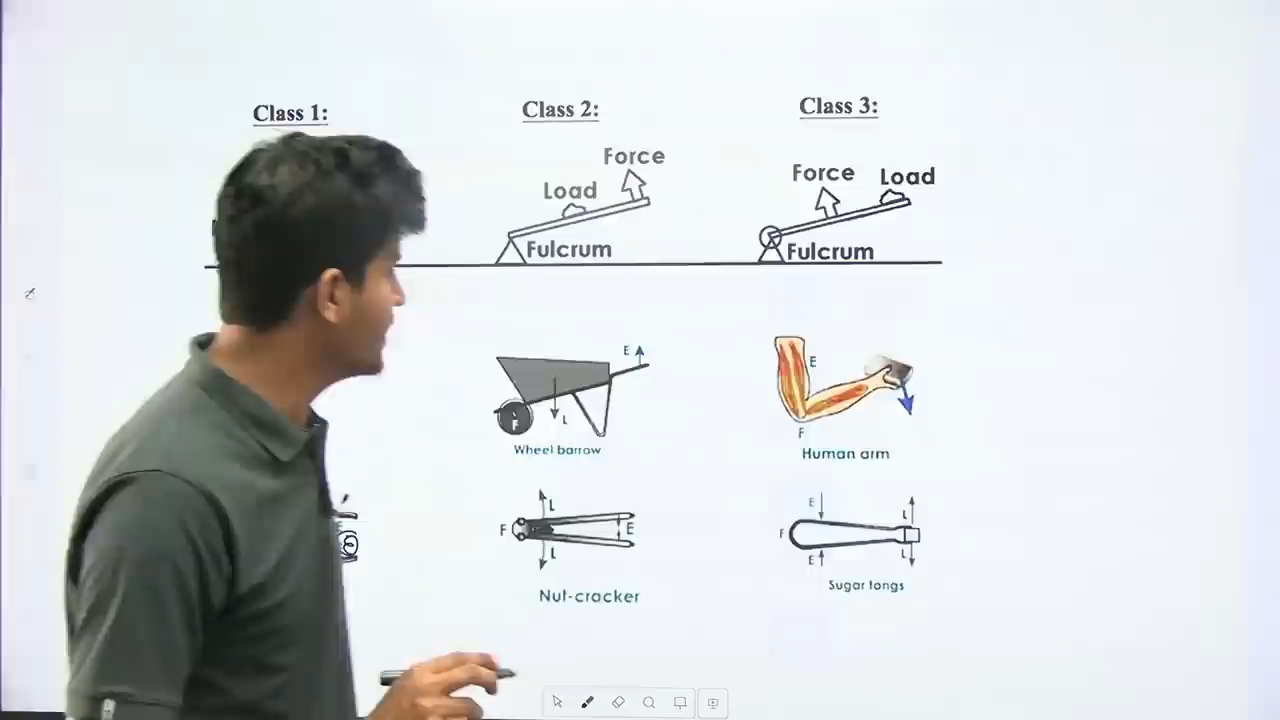 Class 1:
Class 2:
Class 3:
Force
Load
Fulcrum
Force
Load
Fulcrum
E
L
F
Wheel barrow
E
F
Human arm
L
F
E
L
Nut-cracker
E
L
F
E
L
Sugar tongs